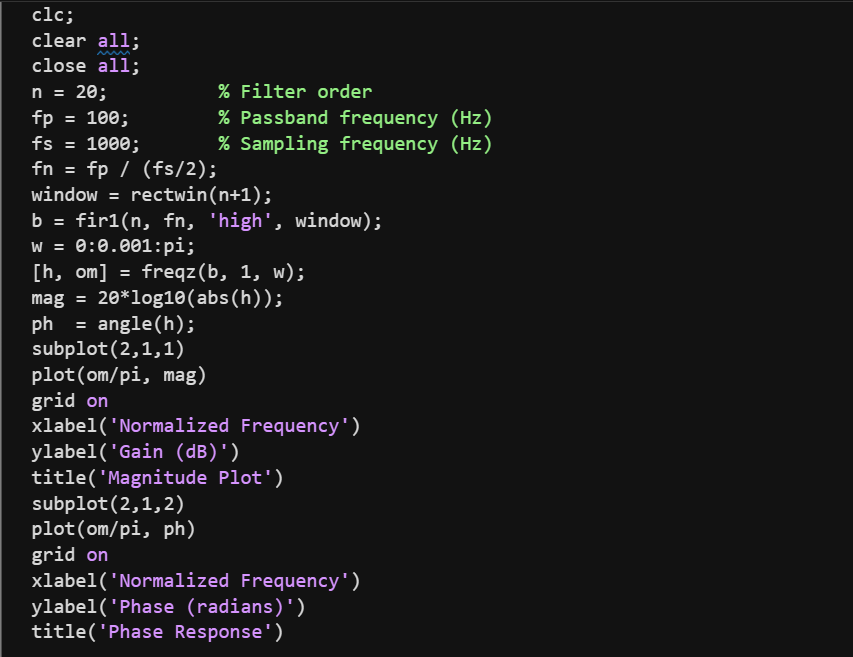 clc;
clear all;
close all;
n = 20;          % Filter order
fp = 100;        % Passband frequency (Hz)
fs = 1000;       % Sampling frequency (Hz)
fn = fp / (fs/2);
window = rectwin(n+1);
b = fir1(n, fn, 'high', window);
w = 0:0.001:pi;
[h, om] = freqz(b, 1, w);
mag = 20*log10(abs(h));
ph  = angle(h);
subplot(2,1,1)
plot(om/pi, mag)
grid on
xlabel('Normalized Frequency')
ylabel('Gain (dB)')
title('Magnitude Plot')
subplot(2,1,2)
plot(om/pi, ph)
grid on
xlabel('Normalized Frequency')
ylabel('Phase (radians)')
title('Phase Response')